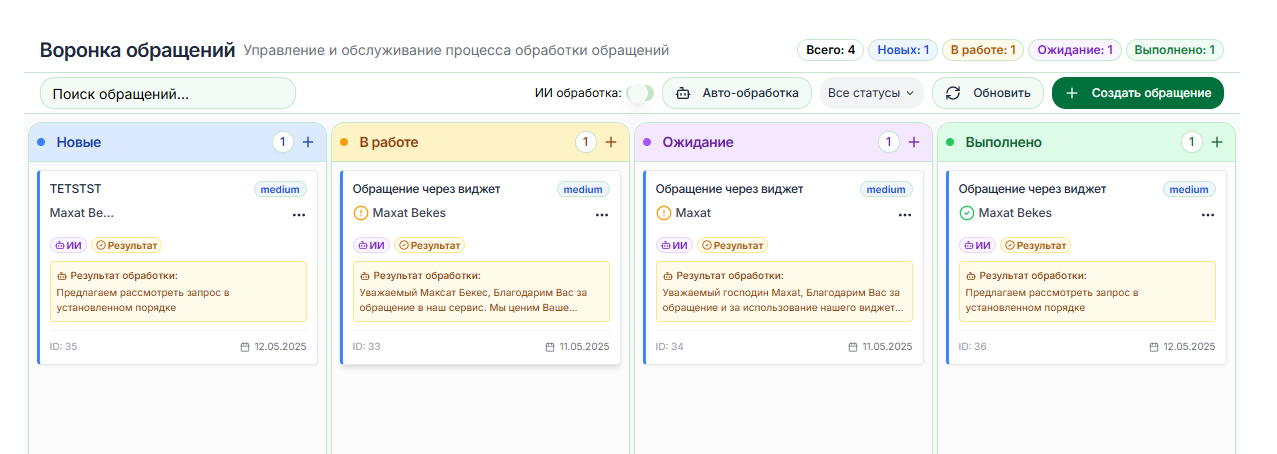 Воронка обращений Управление и обслуживание процесса обработки обращений Всего: 4 Новых: 1 В работе: 1 Ожидание: 1 Выполнено: 1
Поиск обращений... ИИ обработка: Авто-обработка Все статусы Обновить + Создать обращение
Новые 1 +
TETSTST medium
Maxat Be... ...
ИИ Результат
Результат обработки:
Предлагаем рассмотреть запрос в
установленном порядке
ID: 35 12.05.2025
В работе 1 +
Обращение через виджет medium
Maxat Bekes ...
ИИ Результат
Результат обработки:
Уважаемый Максат Бекес, Благодарим Вас за
обращение в наш сервис. Мы ценим Ваше...
ID: 33 11.05.2025
Ожидание 1 +
Обращение через виджет medium
Maxat ...
ИИ Результат
Результат обработки:
Уважаемый господин Maxat, Благодарим Вас за
обращение и за использование нашего виджет...
ID: 34 11.05.2025
Выполнено 1 +
Обращение через виджет medium
Maxat Bekes ...
ИИ Результат
Результат обработки:
Предлагаем рассмотреть запрос в
установленном порядке
ID: 36 12.05.2025